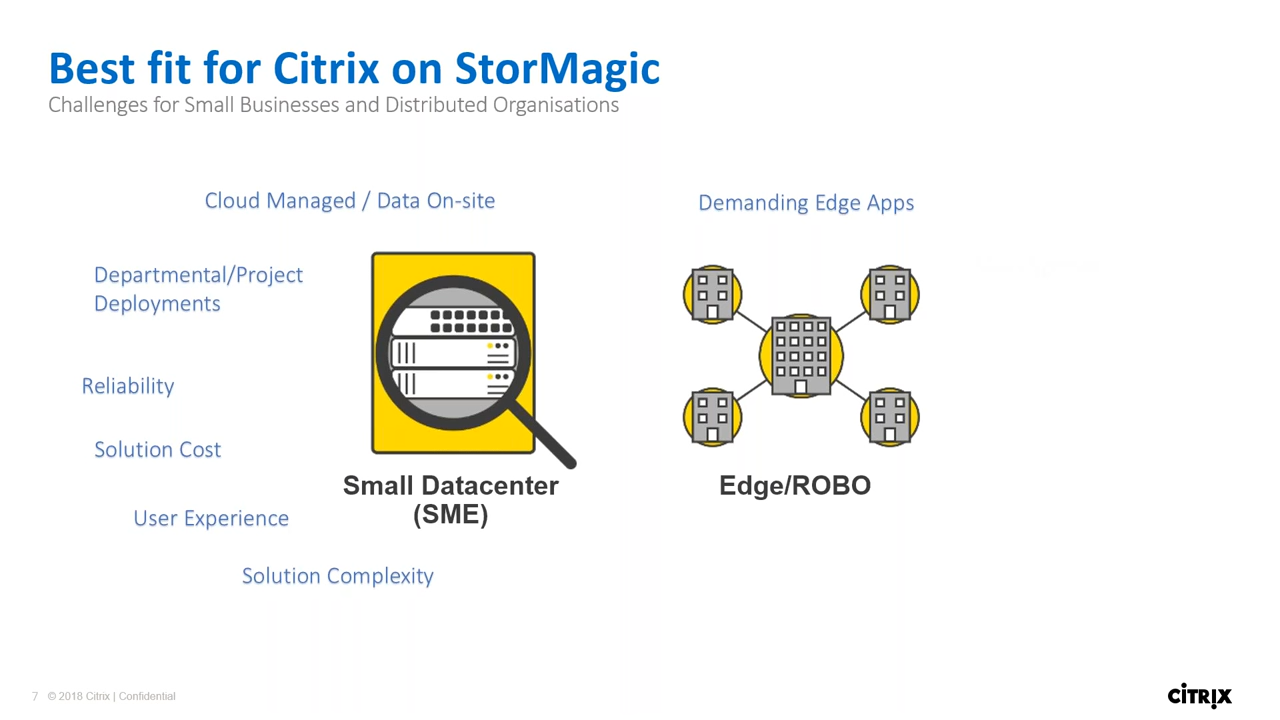 Best fit for Citrix on StorMagic
Challenges for Small Businesses and Distributed Organisations
Cloud Managed / Data On-site
Demanding Edge Apps
Departmental/Project
Deployments
Reliability
Solution Cost
Small Datacenter
(SME)
Edge/ROBO
User Experience
Solution Complexity
7 © 2018 Citrix | Confidential
CİTRIX